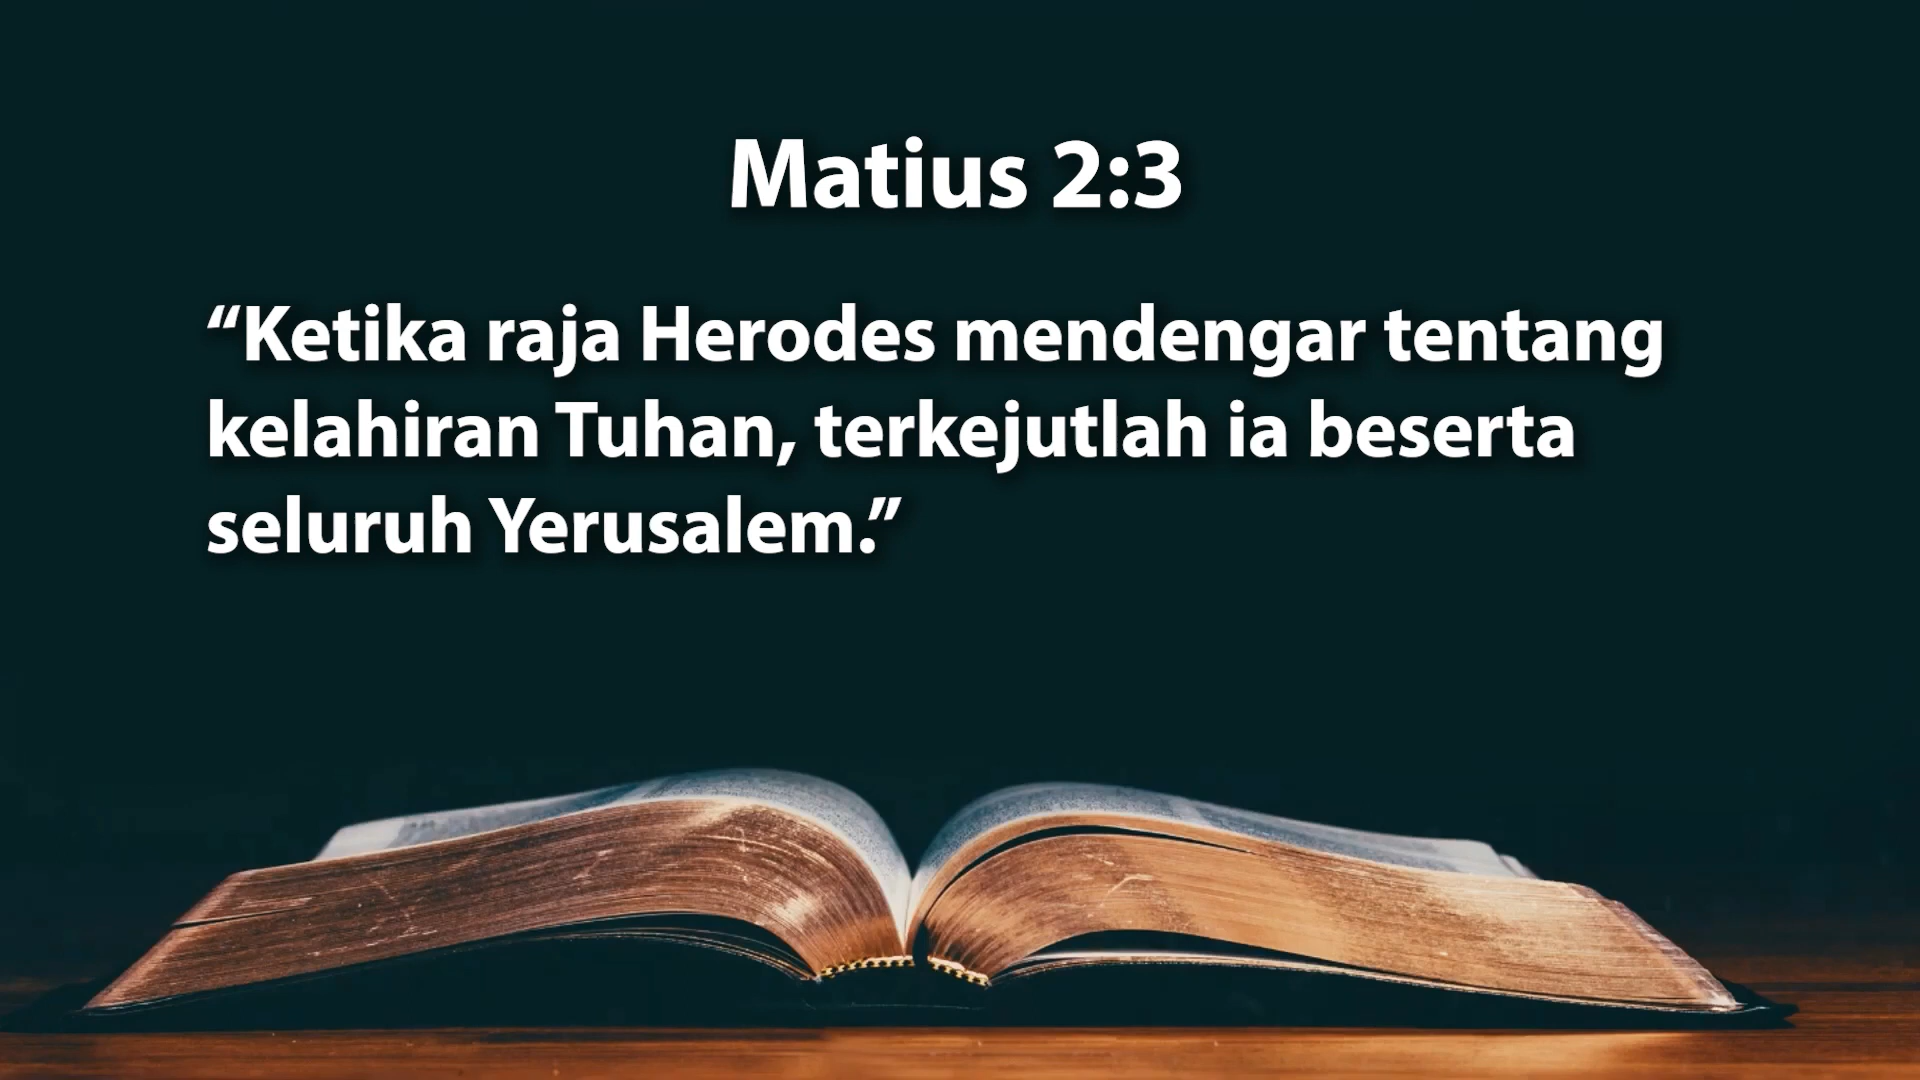 Matius 2:3
“Ketika raja Herodes mendengar tentang
kelahiran Tuhan, terkejutlah ia beserta
seluruh Yerusalem.”